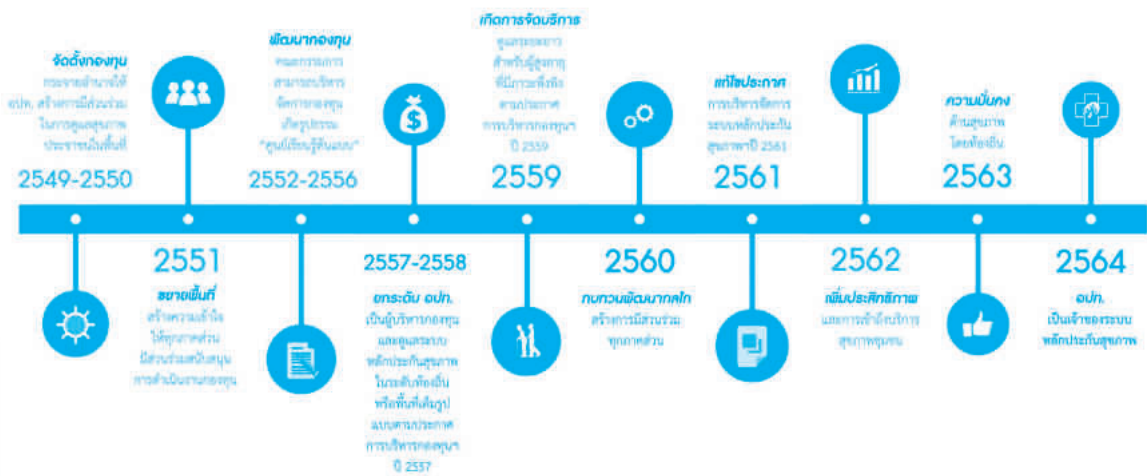 จัดตั้งกองทุน
กระจายอำนาจให้
อปท. สร้างการมีส่วนร่วม
ในการดูแลสุขภาพ
ประชาชนในพื้นที่
2549-2550
2551
ขยายพื้นที่
สร้างความเข้าใจ
ให้ทุกภาคส่วน
มีส่วนร่วมสนับสนุน
การดำเนินงานกองทุน
พัฒนากองทุน
คณะกรรมการ
สามารถบริหาร
จัดการกองทุน
เกิดรูปธรรม
"ศูนย์เรียนรู้ต้นแบบ"
2552-2556
2557-2558
ยกระดับ อปท.
เป็นผู้บริหารกองทุน
และดูแลระบบ
หลักประกันสุขภาพ
ในระดับท้องถิ่น
หรือพื้นที่เต็มรูป
แบบตามประกาศ
การบริหารกองทุนฯ
ปี 2557
เกิดการจัดบริการ
ดูแลระยะยาว
สำหรับผู้สูงอายุ
ที่มีภาวะพึ่งพิง
ตามประกาศ
การบริหารกองทุนฯ
ปี 2559
2559
2560
ทบทวนพัฒนากลไก
สร้างการมีส่วนร่วม
ทุกภาคส่วน
แก้ไขประกาศ
การบริหารจัดการ
ระบบหลักประกัน
สุขภาพฯปี 2561
2561
2562
เพิ่มประสิทธิภาพ
และการเข้าถึงบริการ
สุขภาพชุมชน
ความมั่นคง
ด้านสุขภาพ
โดยท้องถิ่น
2563
2564
อปท.
เป็นเจ้าของระบบ
หลักประกันสุขภาพ